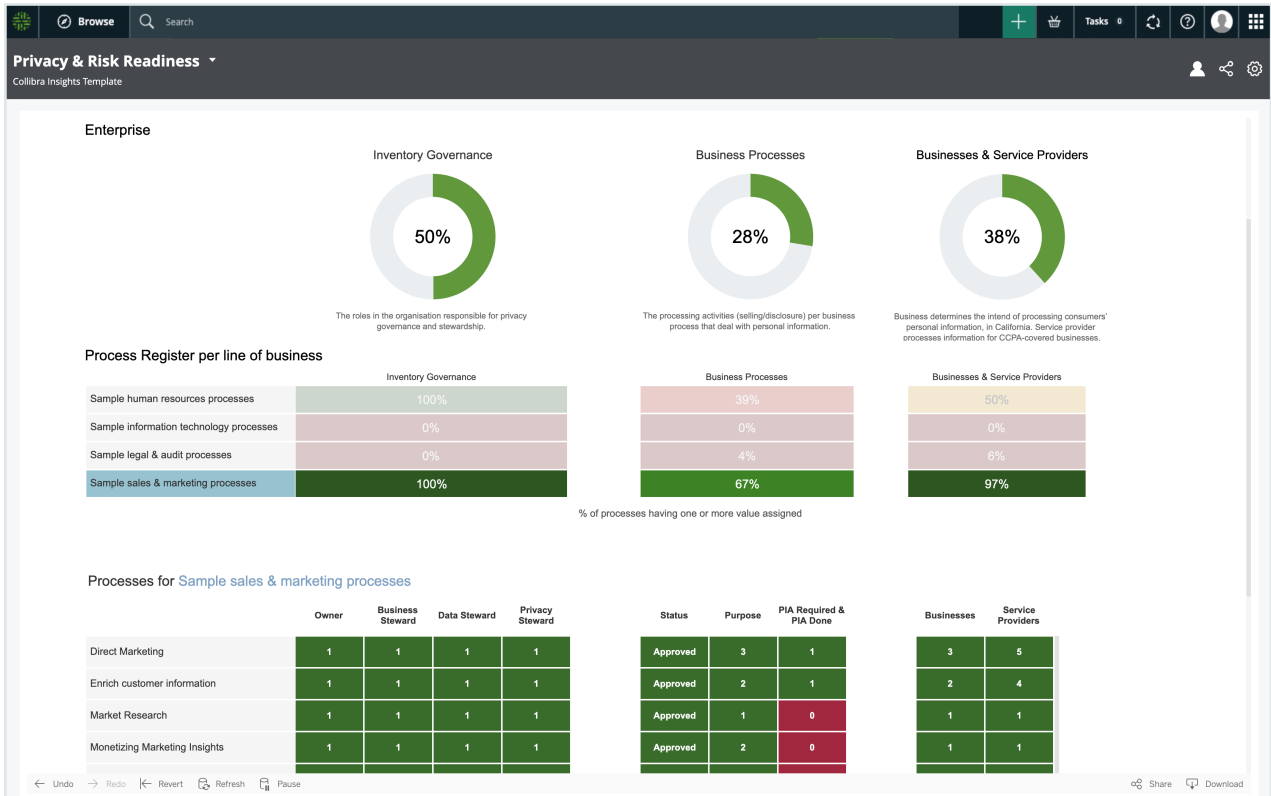 Browse
Search
Tasks 0
Privacy & Risk Readiness
Collibra Insights Template
Enterprise
Inventory Governance
Business Processes
Businesses & Service Providers
50%
28%
38%
The roles in the organisation responsible for privacy
governance and stewardship.
The processing activities (selling/disclosure) per business
process that deal with personal information.
Business determines the intend of processing consumers'
personal information, in California. Service provider
processes information for CCPA-covered businesses.
Process Register per line of business
Inventory Governance Business Processes Businesses & Service Providers
Sample human resources processes 100% 39% 50%
Sample information technology processes 0% 0% 0%
Sample legal & audit processes 0% 4% 6%
Sample sales & marketing processes 100% 67% 97%
% of processes having one or more value assigned
Processes for Sample sales & marketing processes
Owner
Business
Steward
Data Steward
Privacy
Steward
Status
Purpose
PIA Required &
PIA Done
Businesses
Service
Providers
Direct Marketing 1 1 1 1 Approved 3 1 3 5
Enrich customer information 1 1 1 1 Approved 2 1 2 4
Market Research 1 1 1 1 Approved 1 0 1 1
Monetizing Marketing Insights 1 1 1 1 Approved 2 0 1 1
Undo Redo Revert Refresh Pause Share Download